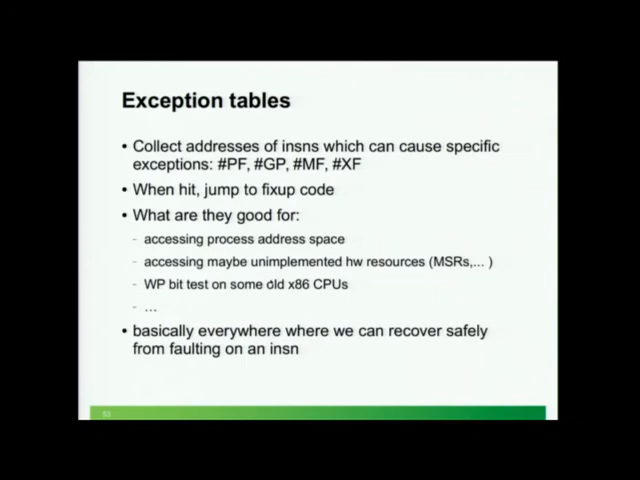 Exception tables
• Collect addresses of insns which can cause specific
exceptions: #PF, #GP, #MF, #XF
• When hit, jump to fixup code
• What are they good for:
- accessing process address space
- accessing maybe unimplemented hw resources (MSRs,... )
- WP bit test on some old x86 CPUs
- ...
• basically everywhere where we can recover safely
from faulting on an insn
53